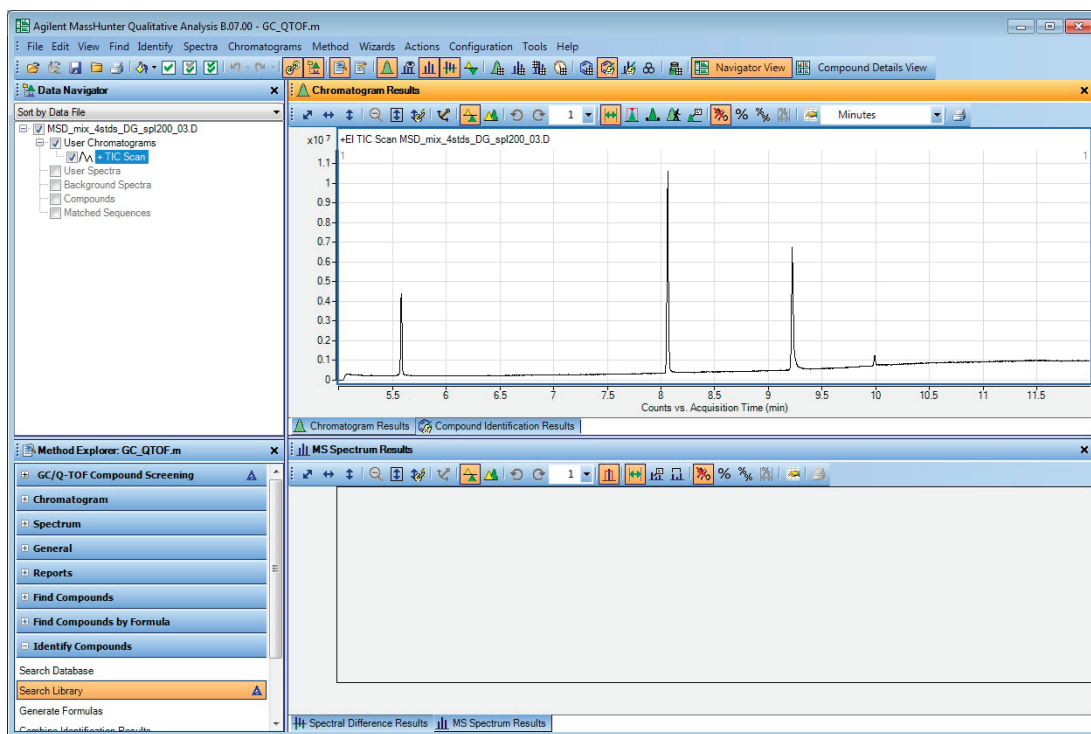 Agilent MassHunter Qualitative Analysis B.07.00 - GC_QTOF.m
File Edit View Find Identify Spectra Chromatograms Method Wizards Actions Configuration Tools Help
Navigator View Compound Details View
Data Navigator
Sort by Data File
MSD_mix_4stds_DG_spl200_03.D
User Chromatograms
+ TIC Scan
User Spectra
Background Spectra
Compounds
Matched Sequences
Chromatogram Results
1 % % Minutes
x10 7
+EI TIC Scan MSD_mix_4stds_DG_spl200_03.D
1 1
1.1
1
0.9
0.8
0.7
0.6
0.5
0.4
0.3
0.2
0.1
0
5.5 6 6.5 7 7.5 8 8.5 9 9.5 10 10.5 11 11.5
Counts vs. Acquisition Time (min)
Chromatogram Results Compound Identification Results
Method Explorer: GC_QTOF.m
GC/Q-TOF Compound Screening
Chromatogram
Spectrum
General
Reports
Find Compounds
Find Compounds by Formula
Identify Compounds
Search Database
Search Library
Generate Formulas
Combine Identification Results
MS Spectrum Results
1 % %
Spectral Difference Results MS Spectrum Results